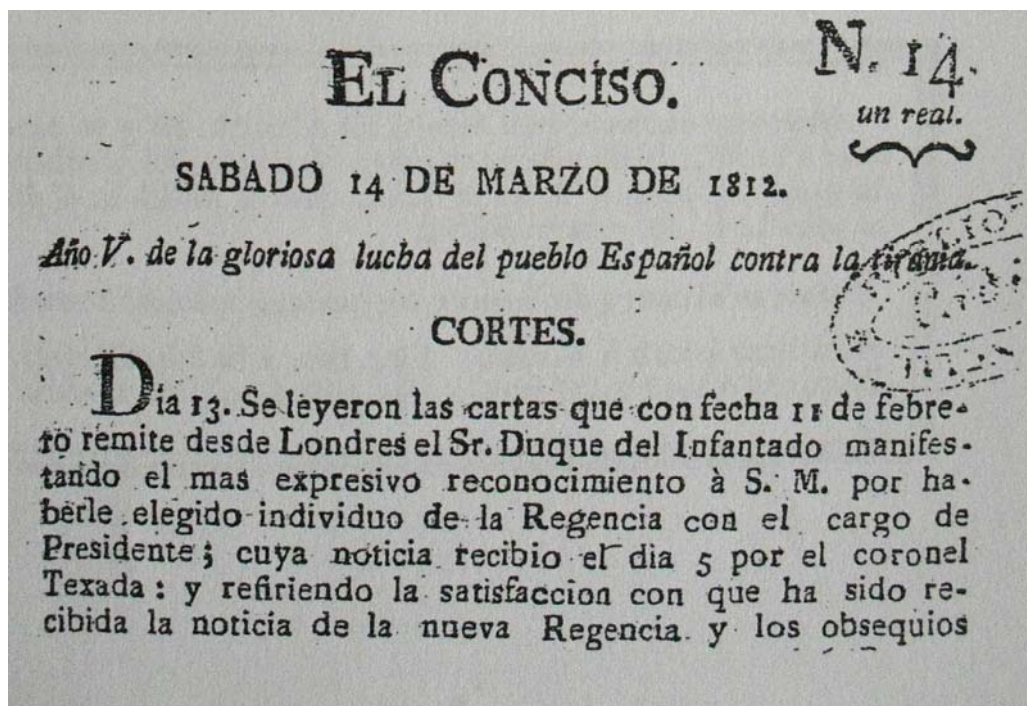 N. 14.
EL CONCISO.
un real.
SABADO 14 DE MARZO DE 1812.
Año V. de la gloriosa lucha del pueblo Español contra la tirania.
CORTES.
Dia 13. Se leyeron las cartas que con fecha 11 de febre-
ro remite desde Londres el Sr. Duque del Infantado manifes-
tando el mas expresivo reconocimiento à S. M. por ha-
berle elegido individuo de la Regencia con el cargo de
Presidente; cuya noticia recibio el dia 5 por el coronel
Texada: y refiriendo la satisfaccion con que ha sido re-
cibida la noticia de la nueva Regencia y los obsequios